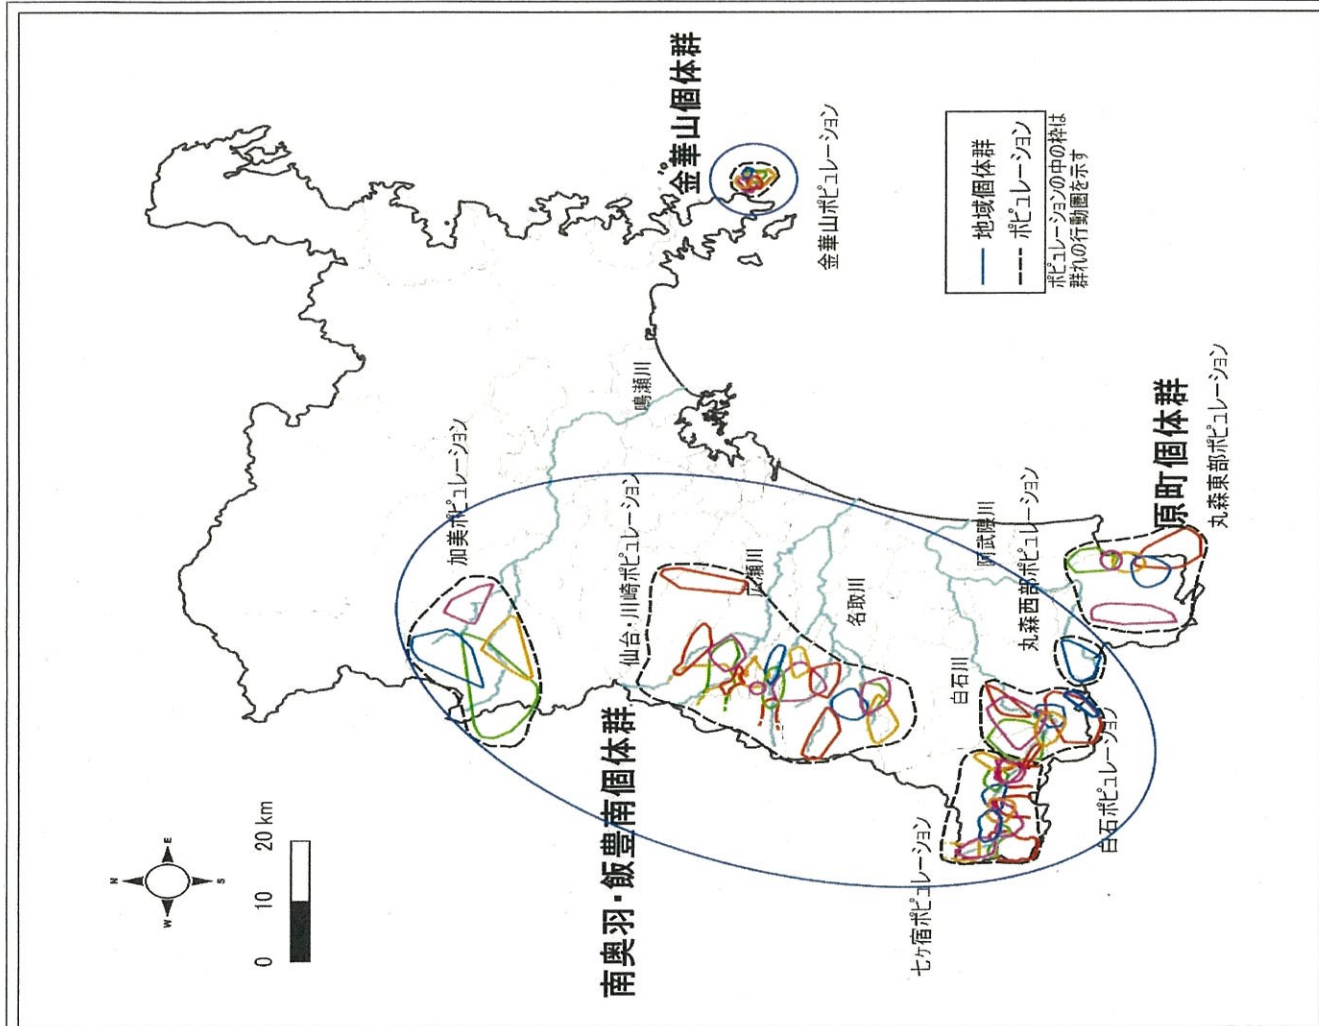 N
W
E
S
0 10 20 km
加美ポピュレーション
鳴瀬川
金華山個体群
金華山ポピュレーション
南奥羽・飯豊南個体群
仙台・川崎ポピュレーション
広瀬川
名取川
阿武隈川
白石川
七ヶ宿ポピュレーション
白石ポピュレーション
丸森西部ポピュレーション
原町個体群
丸森東部ポピュレーション
地域個体群
ポピュレーション
ポピュレーションの中の枠は
群れの行動圏を示す